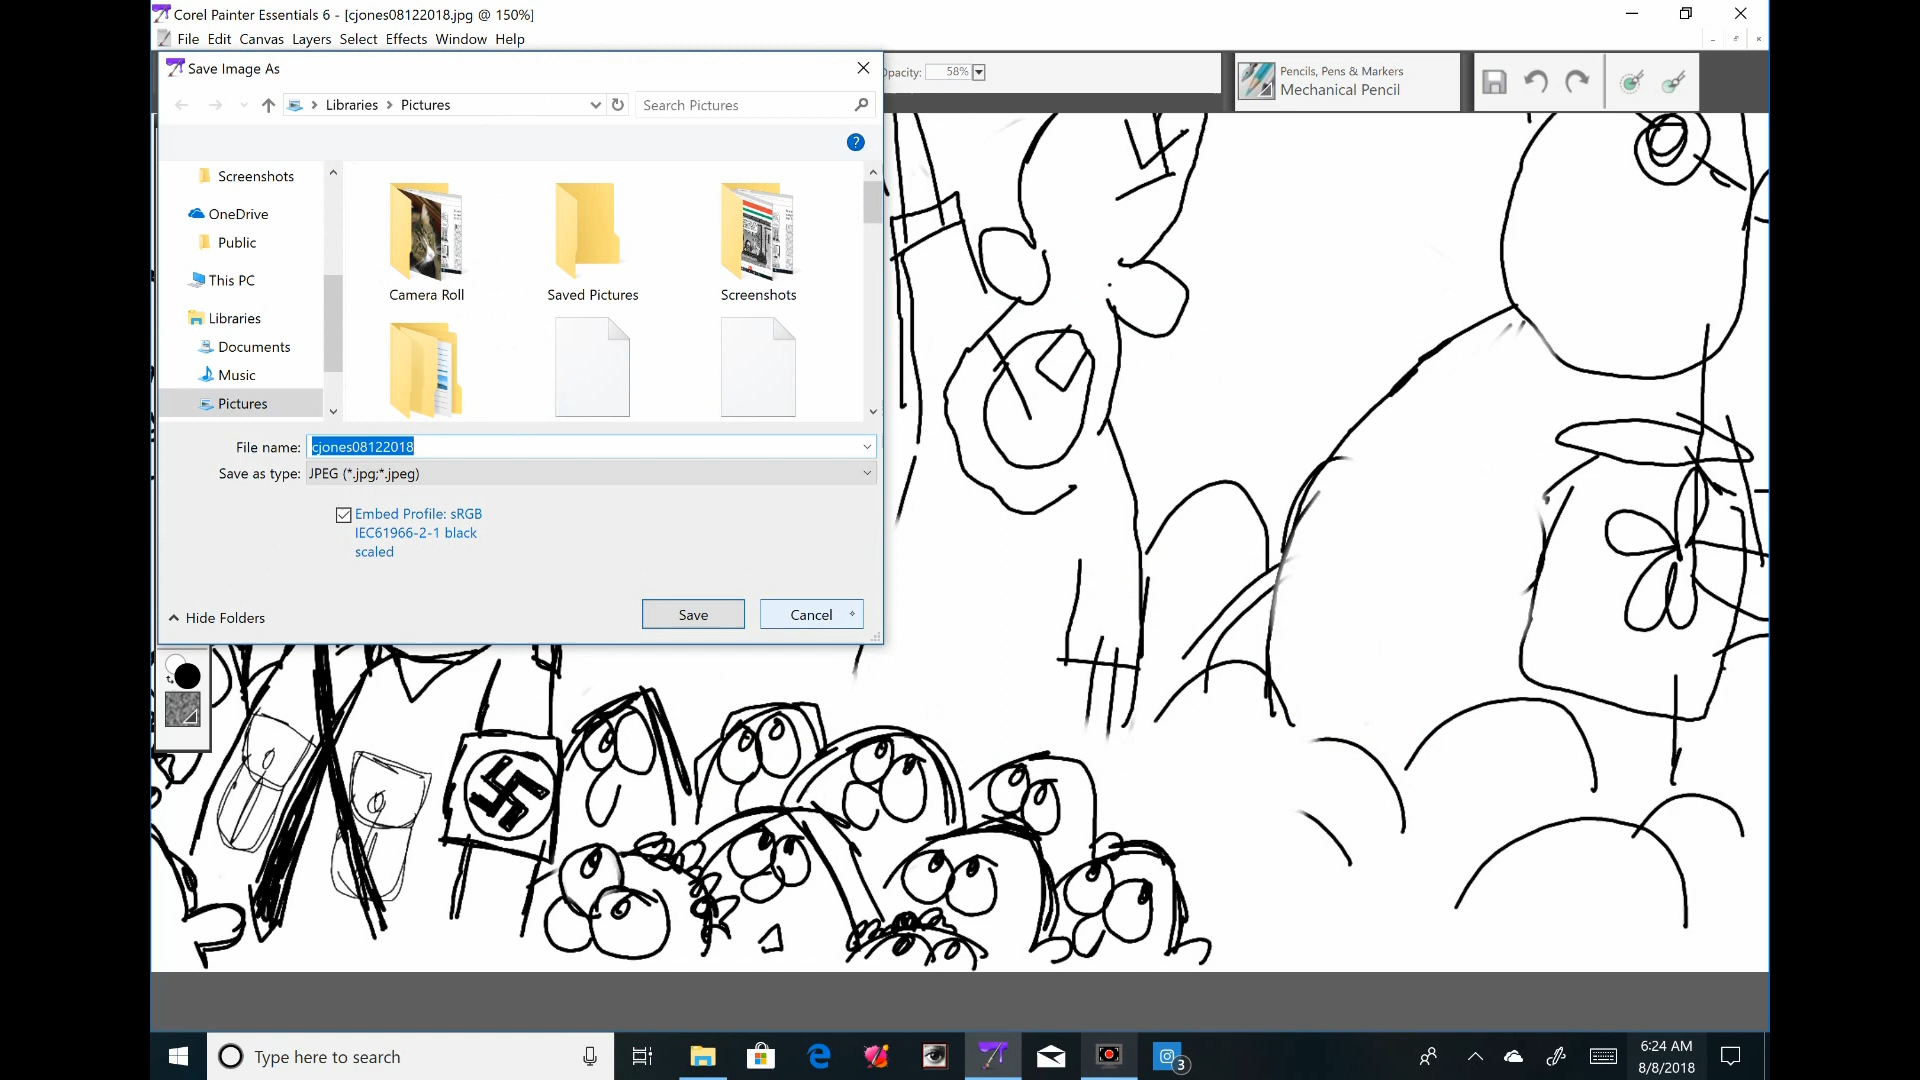 Corel Painter Essentials 6 - [cjones08122018.jpg @ 150%]
File Edit Canvas Layers Select Effects Window Help
Save Image As
Libraries Pictures
Search Pictures
pacity: 58%
Pencils, Pens & Markers
Mechanical Pencil
Screenshots
OneDrive
Public
This PC
Libraries
Documents
Music
Pictures
Camera Roll
Saved Pictures
Screenshots
File name: cjones08122018
Save as type: JPEG (*.jpg;*.jpeg)
Embed Profile: sRGB
IEC61966-2-1 black
scaled
Hide Folders
Save
Cancel
Type here to search
3
6:24 AM
8/8/2018